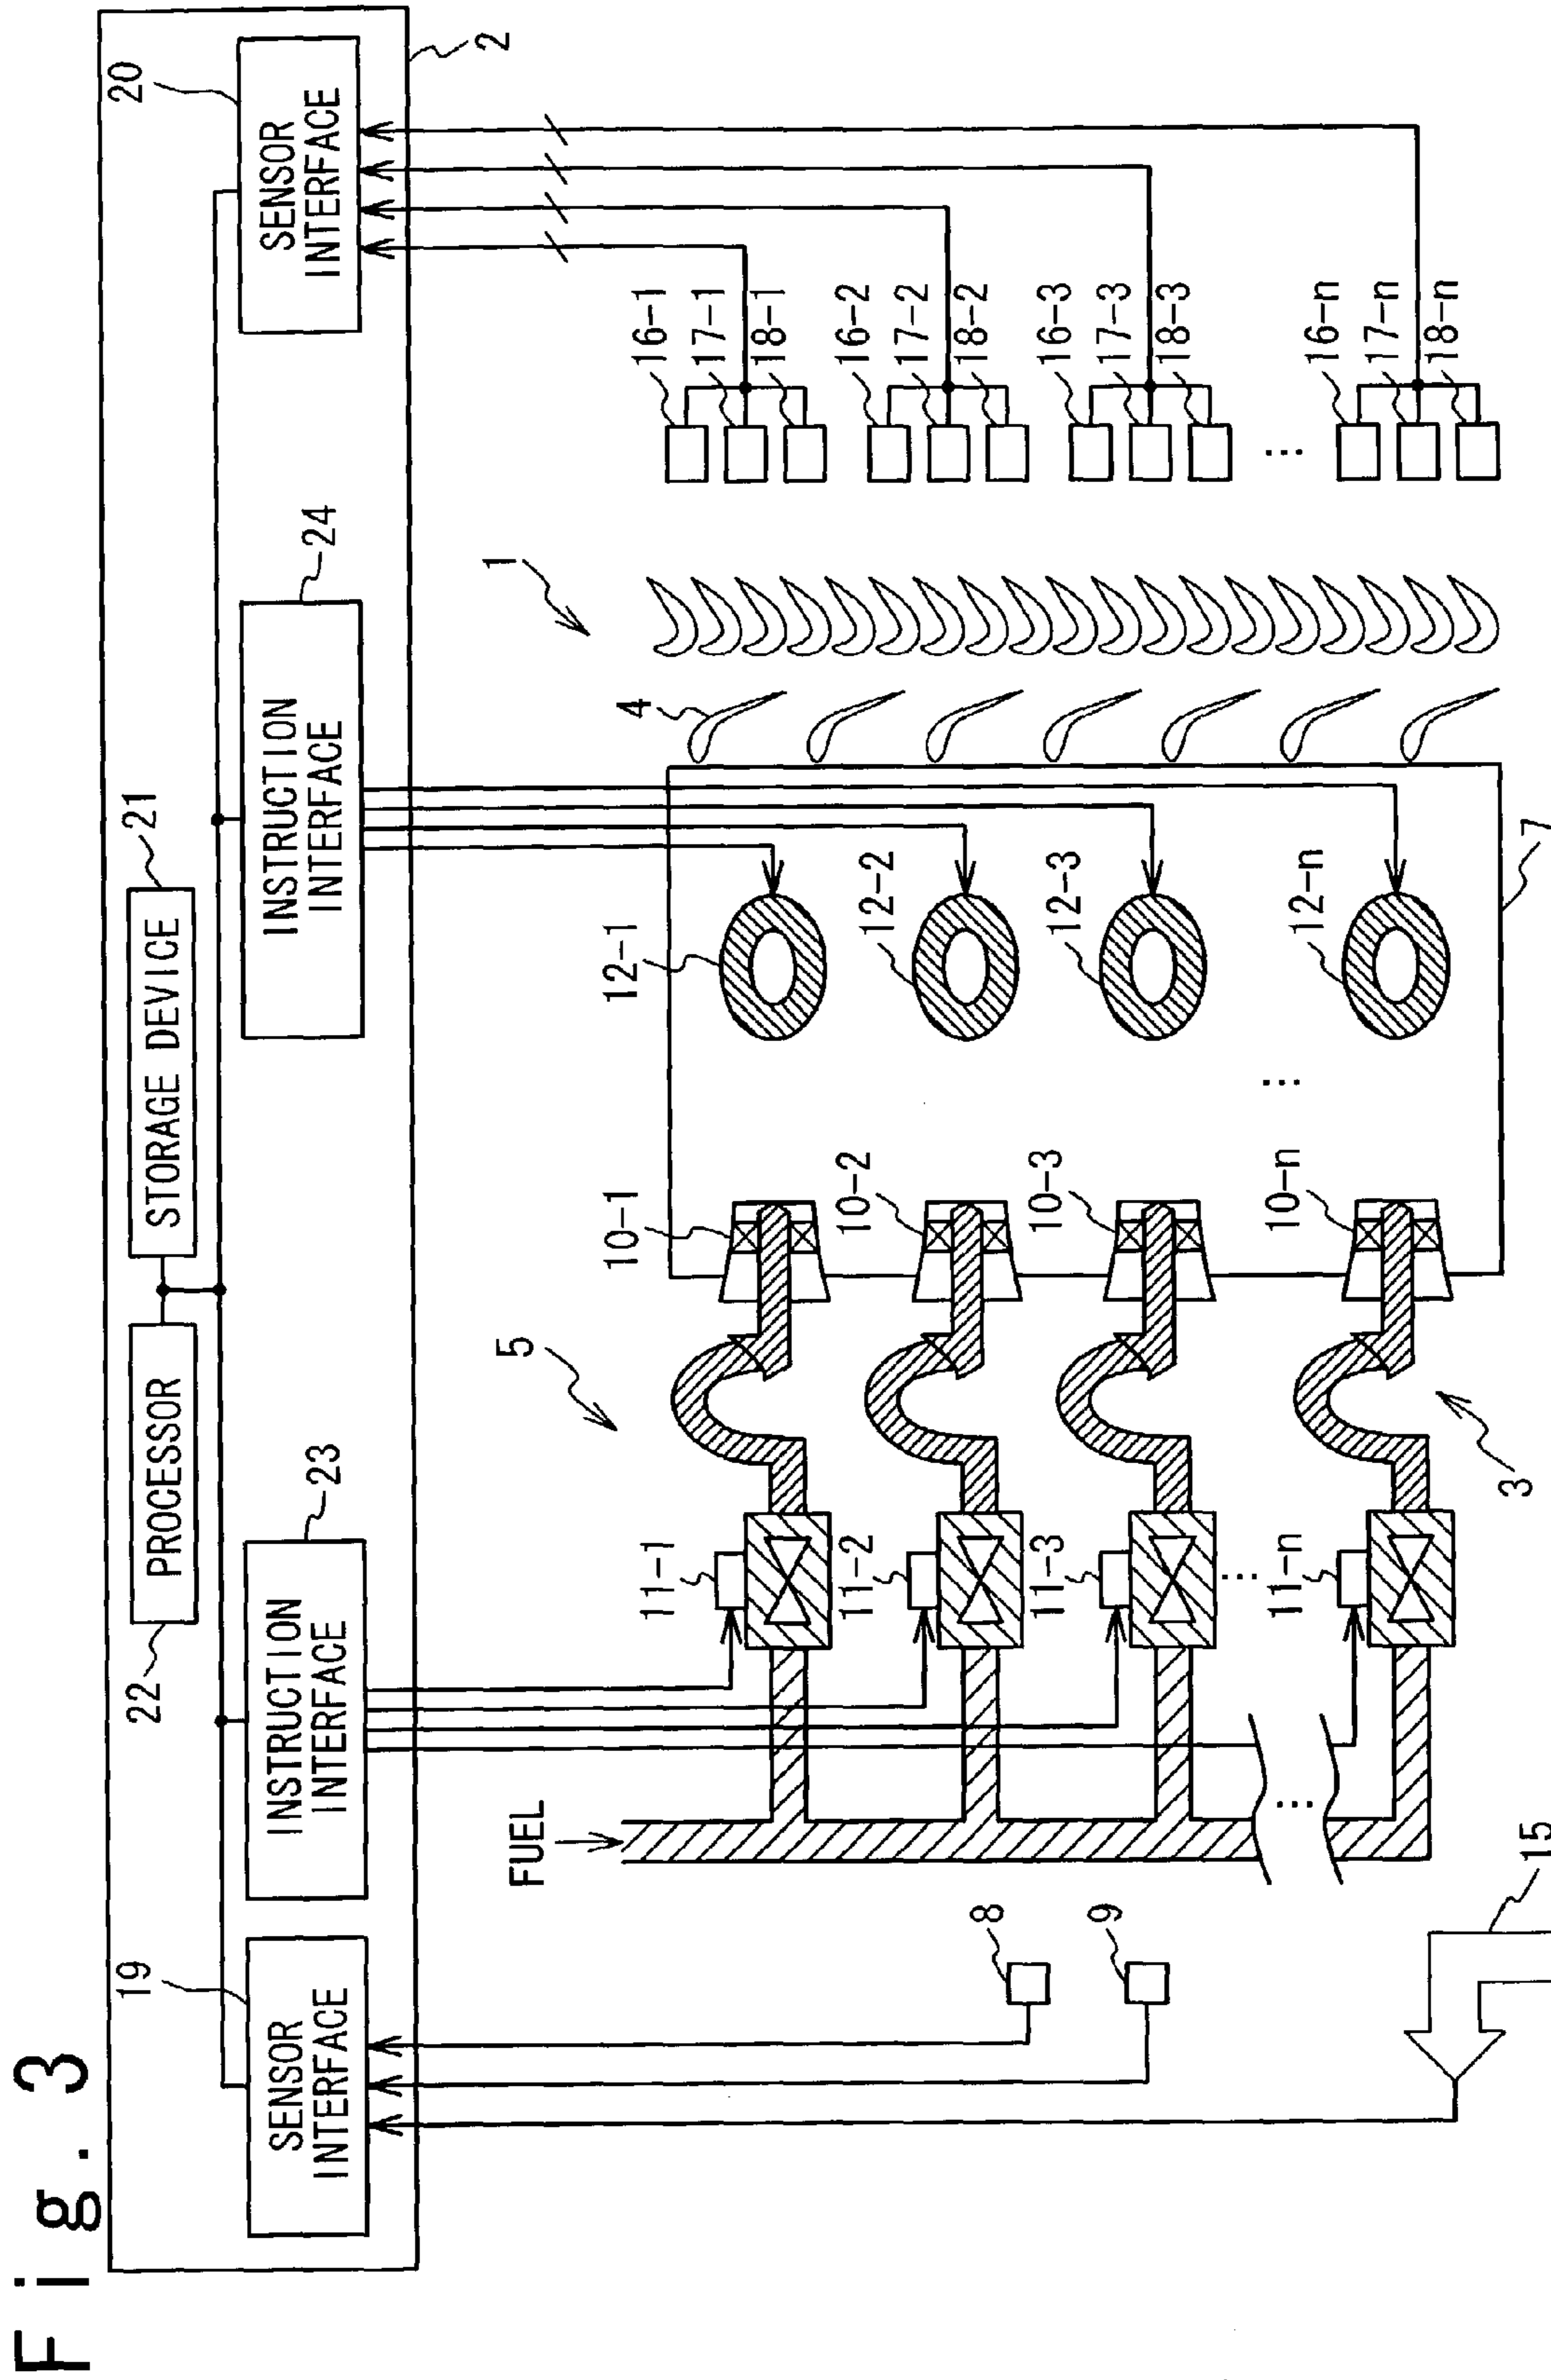 Fig. 3
19
SENSOR
INTERFACE
22
PROCESSOR
21
STORAGE DEVICE
23
INSTRUCTION
INTERFACE
24
INSTRUCTION
INTERFACE
20
SENSOR
INTERFACE
2
FUEL
5
1
4
8
9
15
3
7
11-1
11-2
11-3
...
11-n
...
10-1
10-2
10-3
10-n
12-1
12-2
12-3
...
12-n
16-1
17-1
18-1
16-2
17-2
18-2
16-3
17-3
18-3
...
16-n
17-n
18-n